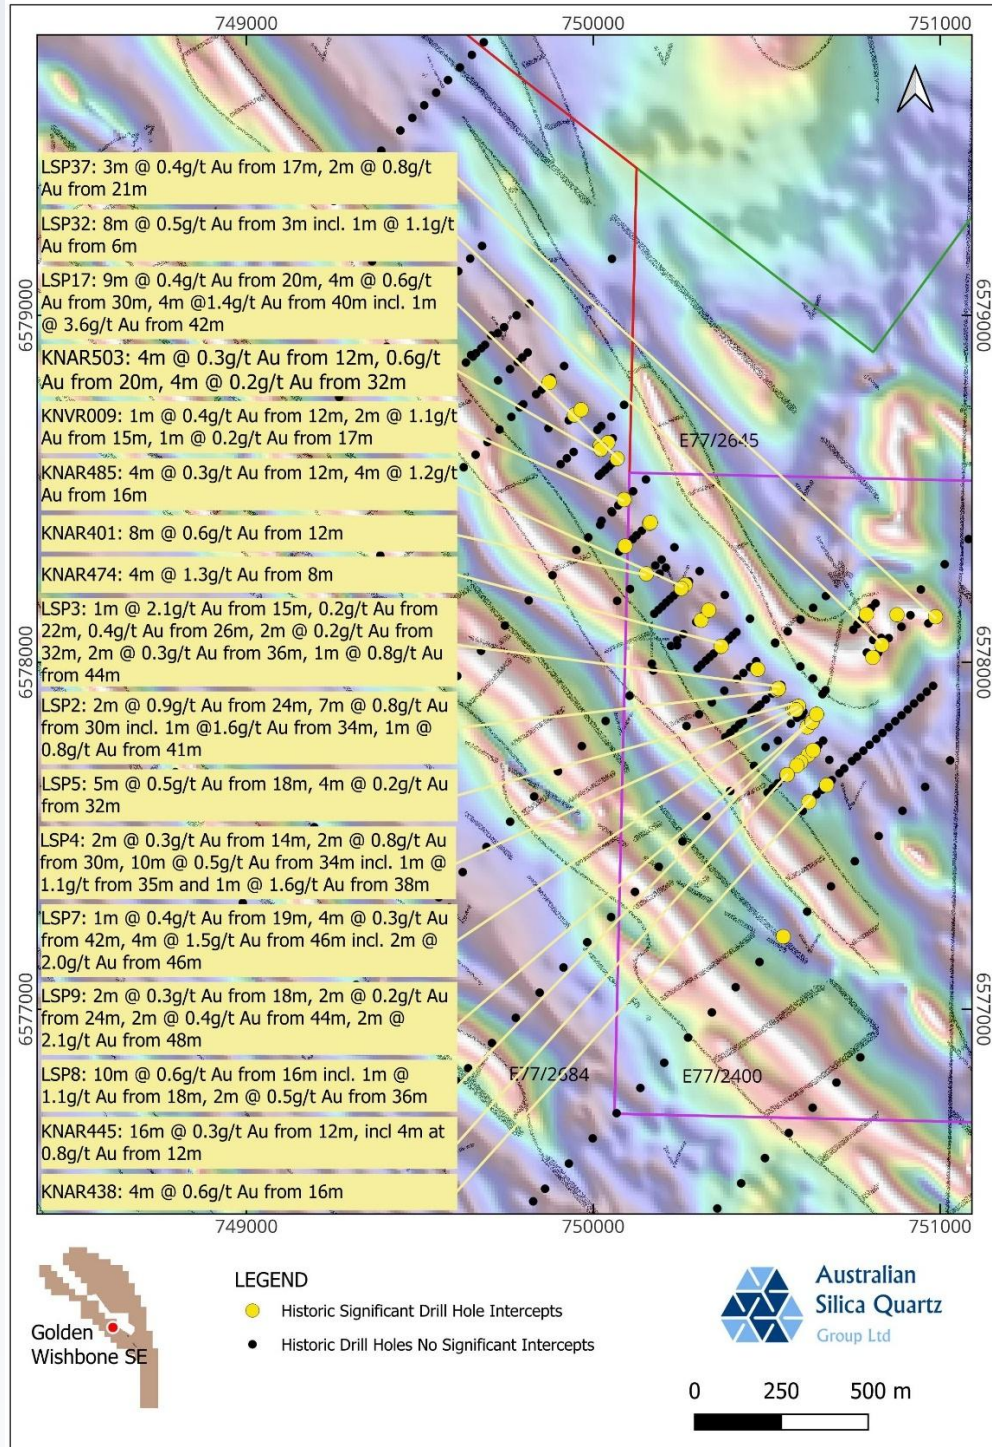 749000 750000 751000
LSP37: 3m @ 0.4g/t Au from 17m, 2m @ 0.8g/t
Au from 21m
LSP32: 8m @ 0.5g/t Au from 3m incl. 1m @ 1.1g/t
Au from 6m
LSP17: 9m @ 0.4g/t Au from 20m, 4m @ 0.6g/t
Au from 30m, 4m @1.4g/t Au from 40m incl. 1m
@ 3.6g/t Au from 42m
KNAR503: 4m @ 0.3g/t Au from 12m, 0.6g/t
Au from 20m, 4m @ 0.2g/t Au from 32m
KNVR009: 1m @ 0.4g/t Au from 12m, 2m @ 1.1g/t
Au from 15m, 1m @ 0.2g/t Au from 17m
KNAR485: 4m @ 0.3g/t Au from 12m, 4m @ 1.2g/t
Au from 16m
KNAR401: 8m @ 0.6g/t Au from 12m
KNAR474: 4m @ 1.3g/t Au from 8m
LSP3: 1m @ 2.1g/t Au from 15m, 0.2g/t Au from
22m, 0.4g/t Au from 26m, 2m @ 0.2g/t Au from
32m, 2m @ 0.3g/t Au from 36m, 1m @ 0.8g/t Au
from 44m
LSP2: 2m @ 0.9g/t Au from 24m, 7m @ 0.8g/t Au
from 30m incl. 1m @1.6g/t Au from 34m, 1m @
0.8g/t Au from 41m
LSP5: 5m @ 0.5g/t Au from 18m, 4m @ 0.2g/t Au
from 32m
LSP4: 2m @ 0.3g/t Au from 14m, 2m @ 0.8g/t Au
from 30m, 10m @ 0.5g/t Au from 34m incl. 1m @
1.1g/t from 35m and 1m @ 1.6g/t Au from 38m
LSP7: 1m @ 0.4g/t Au from 19m, 4m @ 0.3g/t Au
from 42m, 4m @ 1.5g/t Au from 46m incl. 2m @
2.0g/t Au from 46m
LSP9: 2m @ 0.3g/t Au from 18m, 2m @ 0.2g/t Au
from 24m, 2m @ 0.4g/t Au from 44m, 2m @
2.1g/t Au from 48m
LSP8: 10m @ 0.6g/t Au from 16m incl. 1m @
1.1g/t Au from 18m, 2m @ 0.5g/t Au from 36m
KNAR445: 16m @ 0.3g/t Au from 12m, incl 4m at
0.8g/t Au from 12m
KNAR438: 4m @ 0.6g/t Au from 16m
6579000
6578000
6577000
E77/2645
E77/2684
E77/2400
6579000
6578000
6577000
749000 750000 751000
Golden
Wishbone SE
LEGEND
Historic Significant Drill Hole Intercepts
Historic Drill Holes No Significant Intercepts
Australian
Silica Quartz
Group Ltd
0 250 500 m